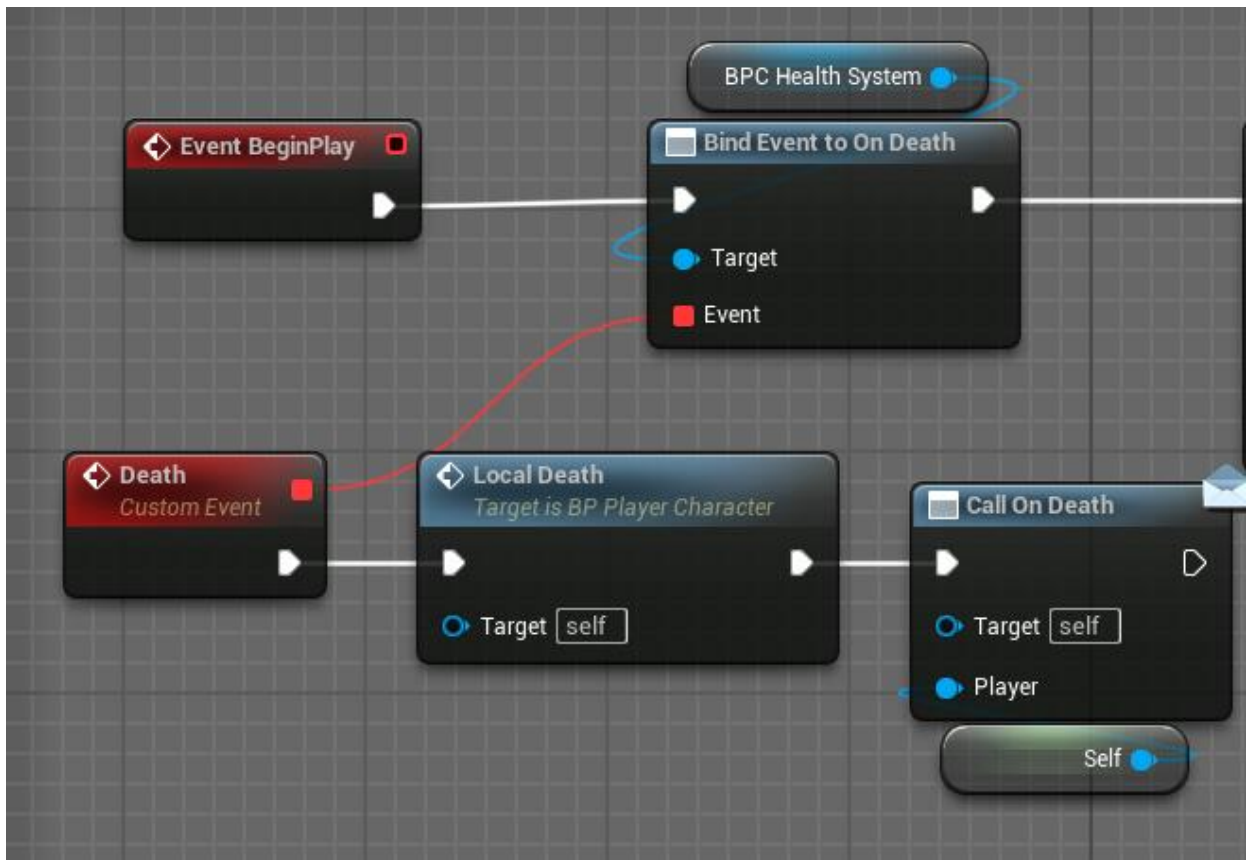 BPC Health System
Event BeginPlay
Bind Event to On Death
Target
Event
Death
Custom Event
Local Death
Target is BP Player Character
Target self
Call On Death
Target self
Player
Self